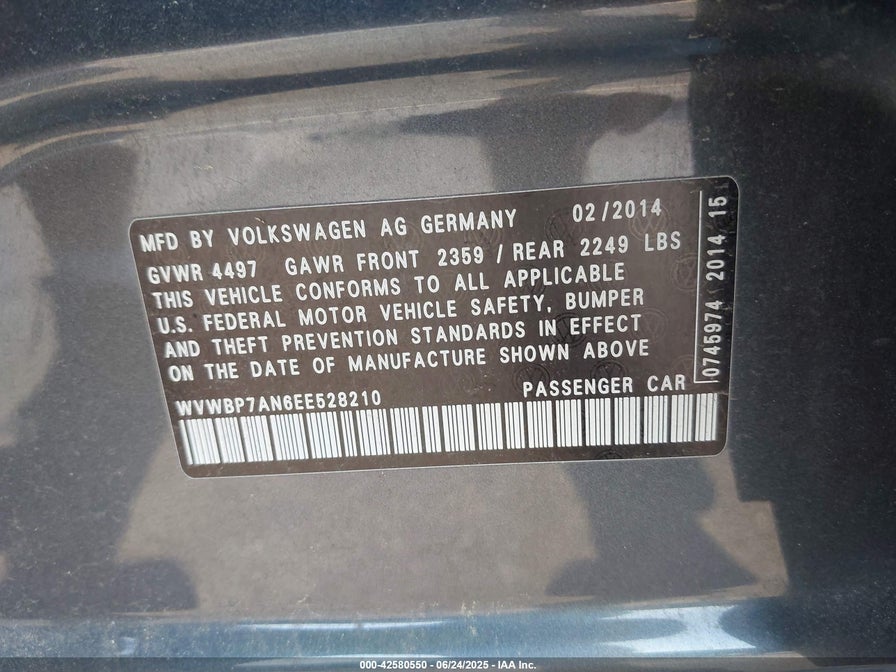 MFD BY VOLKSWAGEN AG GERMANY 02/2014
GVWR 4497 GAWR FRONT 2359 / REAR 2249 LBS
THIS VEHICLE CONFORMS TO ALL APPLICABLE
U.S. FEDERAL MOTOR VEHICLE SAFETY, BUMPER
AND THEFT PREVENTION STANDARDS IN EFFECT
ON THE DATE OF MANUFACTURE SHOWN ABOVE
WVWBP7AN6EE528210 PASSENGER CAR
0745974 2014 15
000-42580550 - 06/24/2025 - IAA Inc.